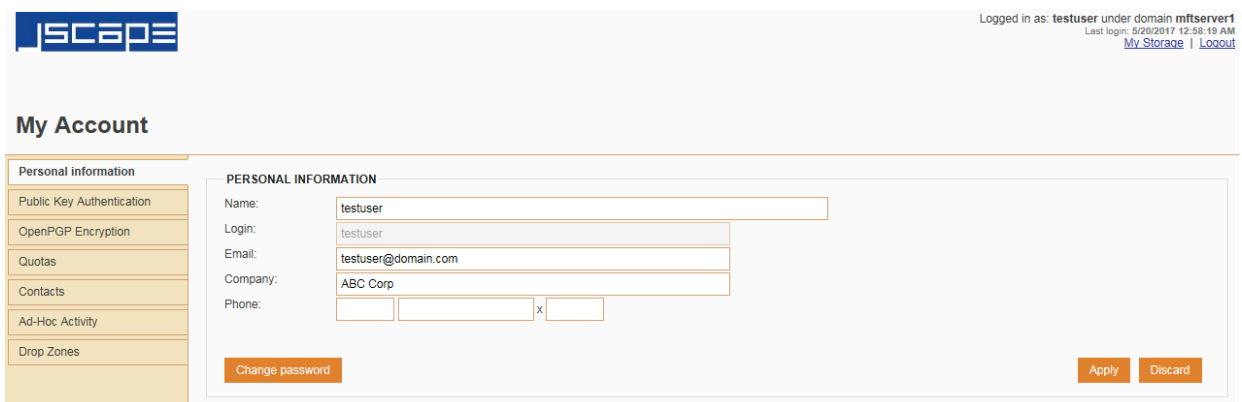 jscape
Logged in as: testuser under domain mftserver1
Last login: 5/20/2017 12:58:19 AM
My Storage | Logout
My Account
Personal information
Public Key Authentication
OpenPGP Encryption
Quotas
Contacts
Ad-Hoc Activity
Drop Zones
PERSONAL INFORMATION
Name: testuser
Login: testuser
Email: testuser@domain.com
Company: ABC Corp
Phone: x
Change password Apply Discard